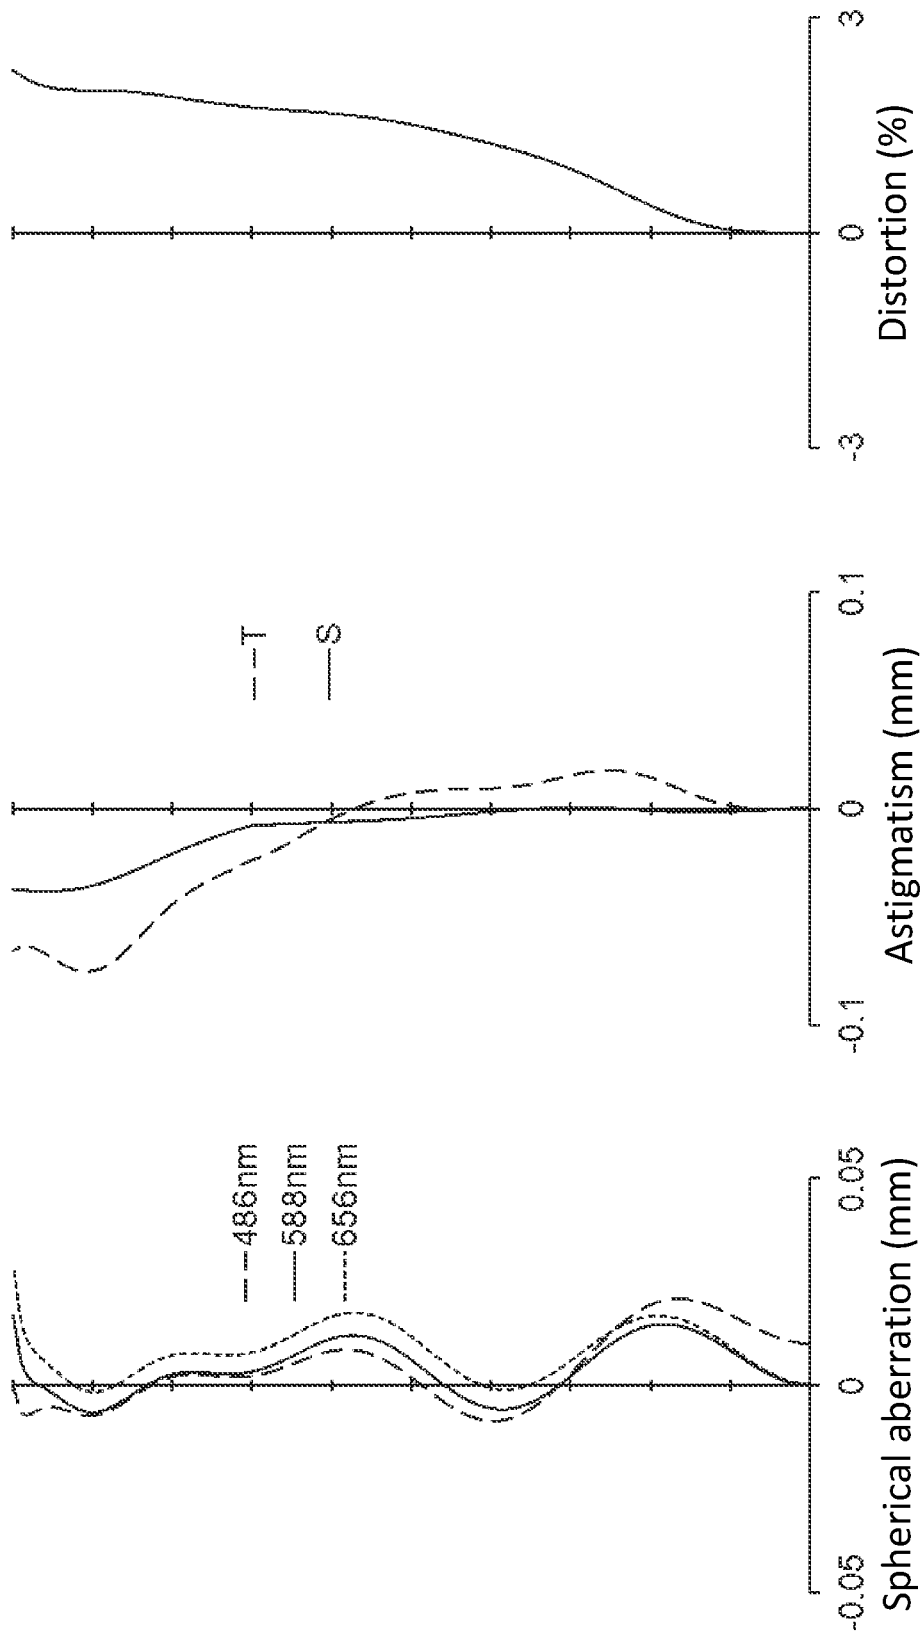 -0.05 0 0.05
Spherical aberration (mm)
486nm
588nm
656nm
-0.1 0 0.1
Astigmatism (mm)
T
S
-3 0 3
Distortion (%)